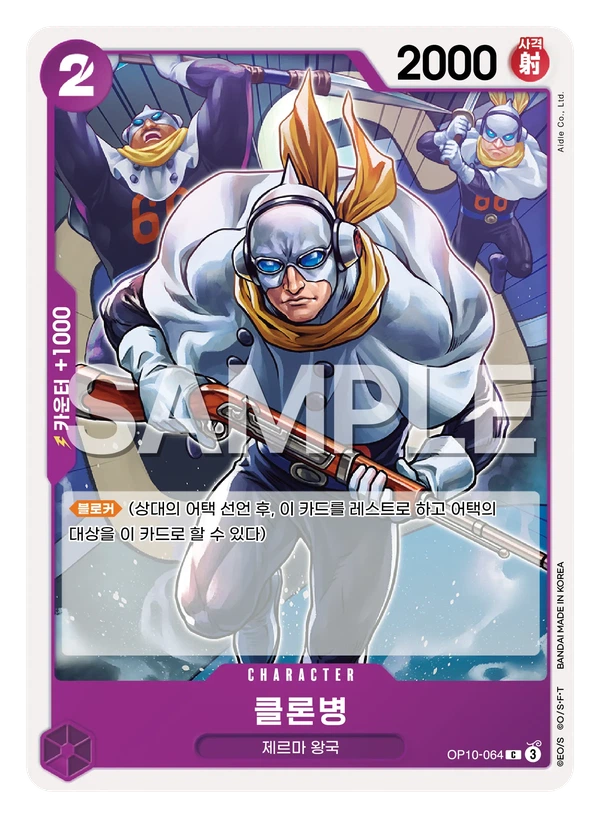 2
2000
사격
射
Aidle Co., Ltd.
66
66
카운터 +1000
SAMPLE
블로커 (상대의 어택 선언 후, 이 카드를 레스트로 하고 어택의
대상을 이 카드로 할 수 있다)
CHARACTER
클론병
제르마 왕국
OP10-064 C 3
BANDAI MADE IN KOREA
©EO/S ©O/S·F·T